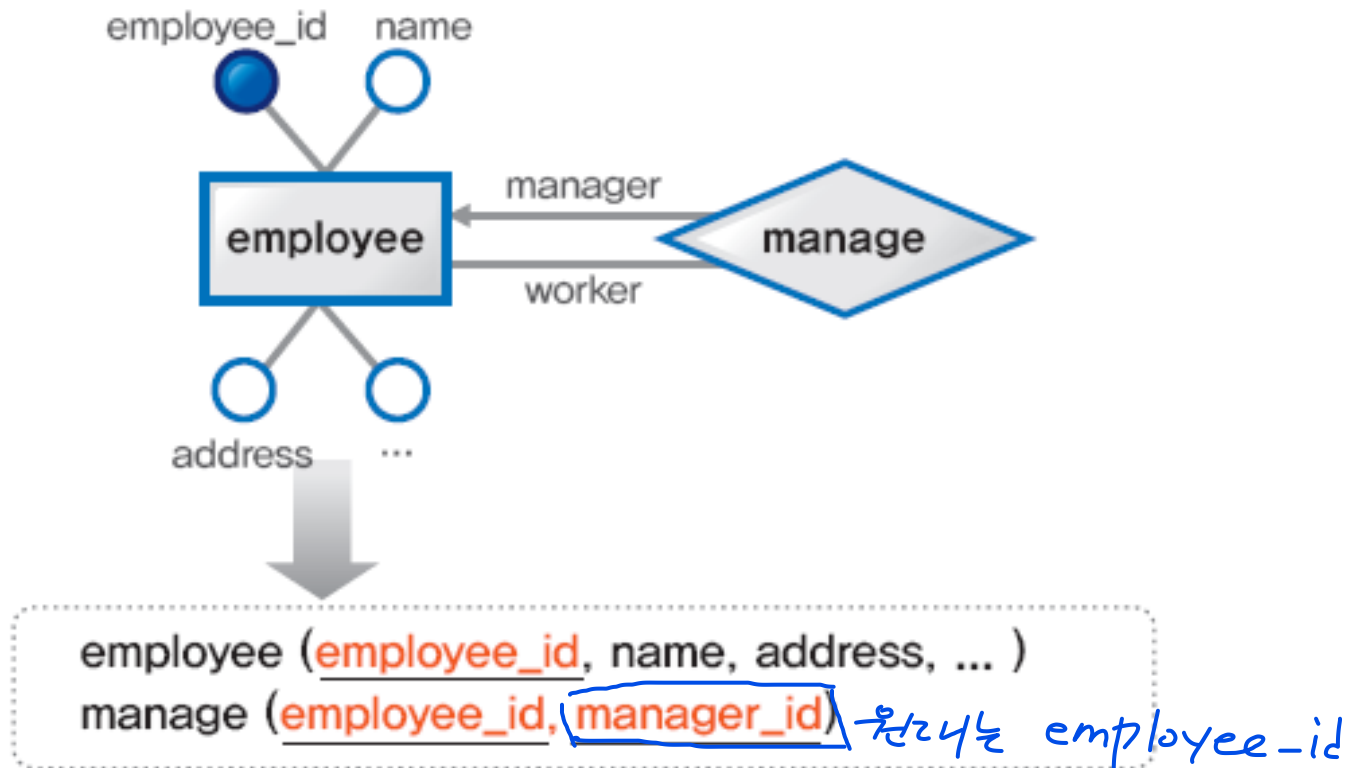 employee_id name
manager
employee
manage
worker
address ...
employee (employee_id, name, address, ... )
manage (employee_id, manager_id) 원래는 employee_id